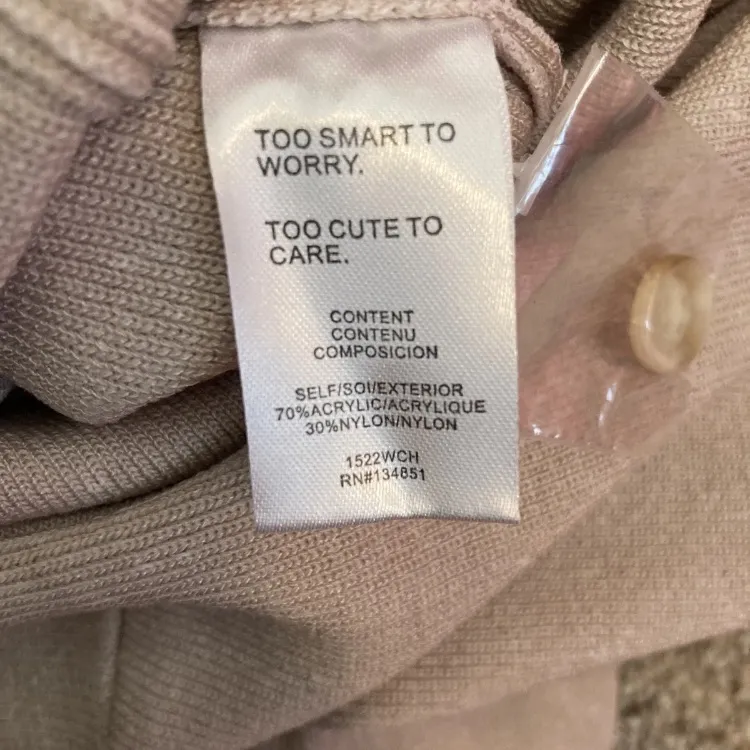 TOO SMART TO
WORRY.
TOO CUTE TO
CARE.
CONTENT
CONTENU
COMPOSICION
SELF/SOI/EXTERIOR
70%ACRYLIC/ACRYLIQUE
30%NYLON/NYLON
1522WCH
RN#134851